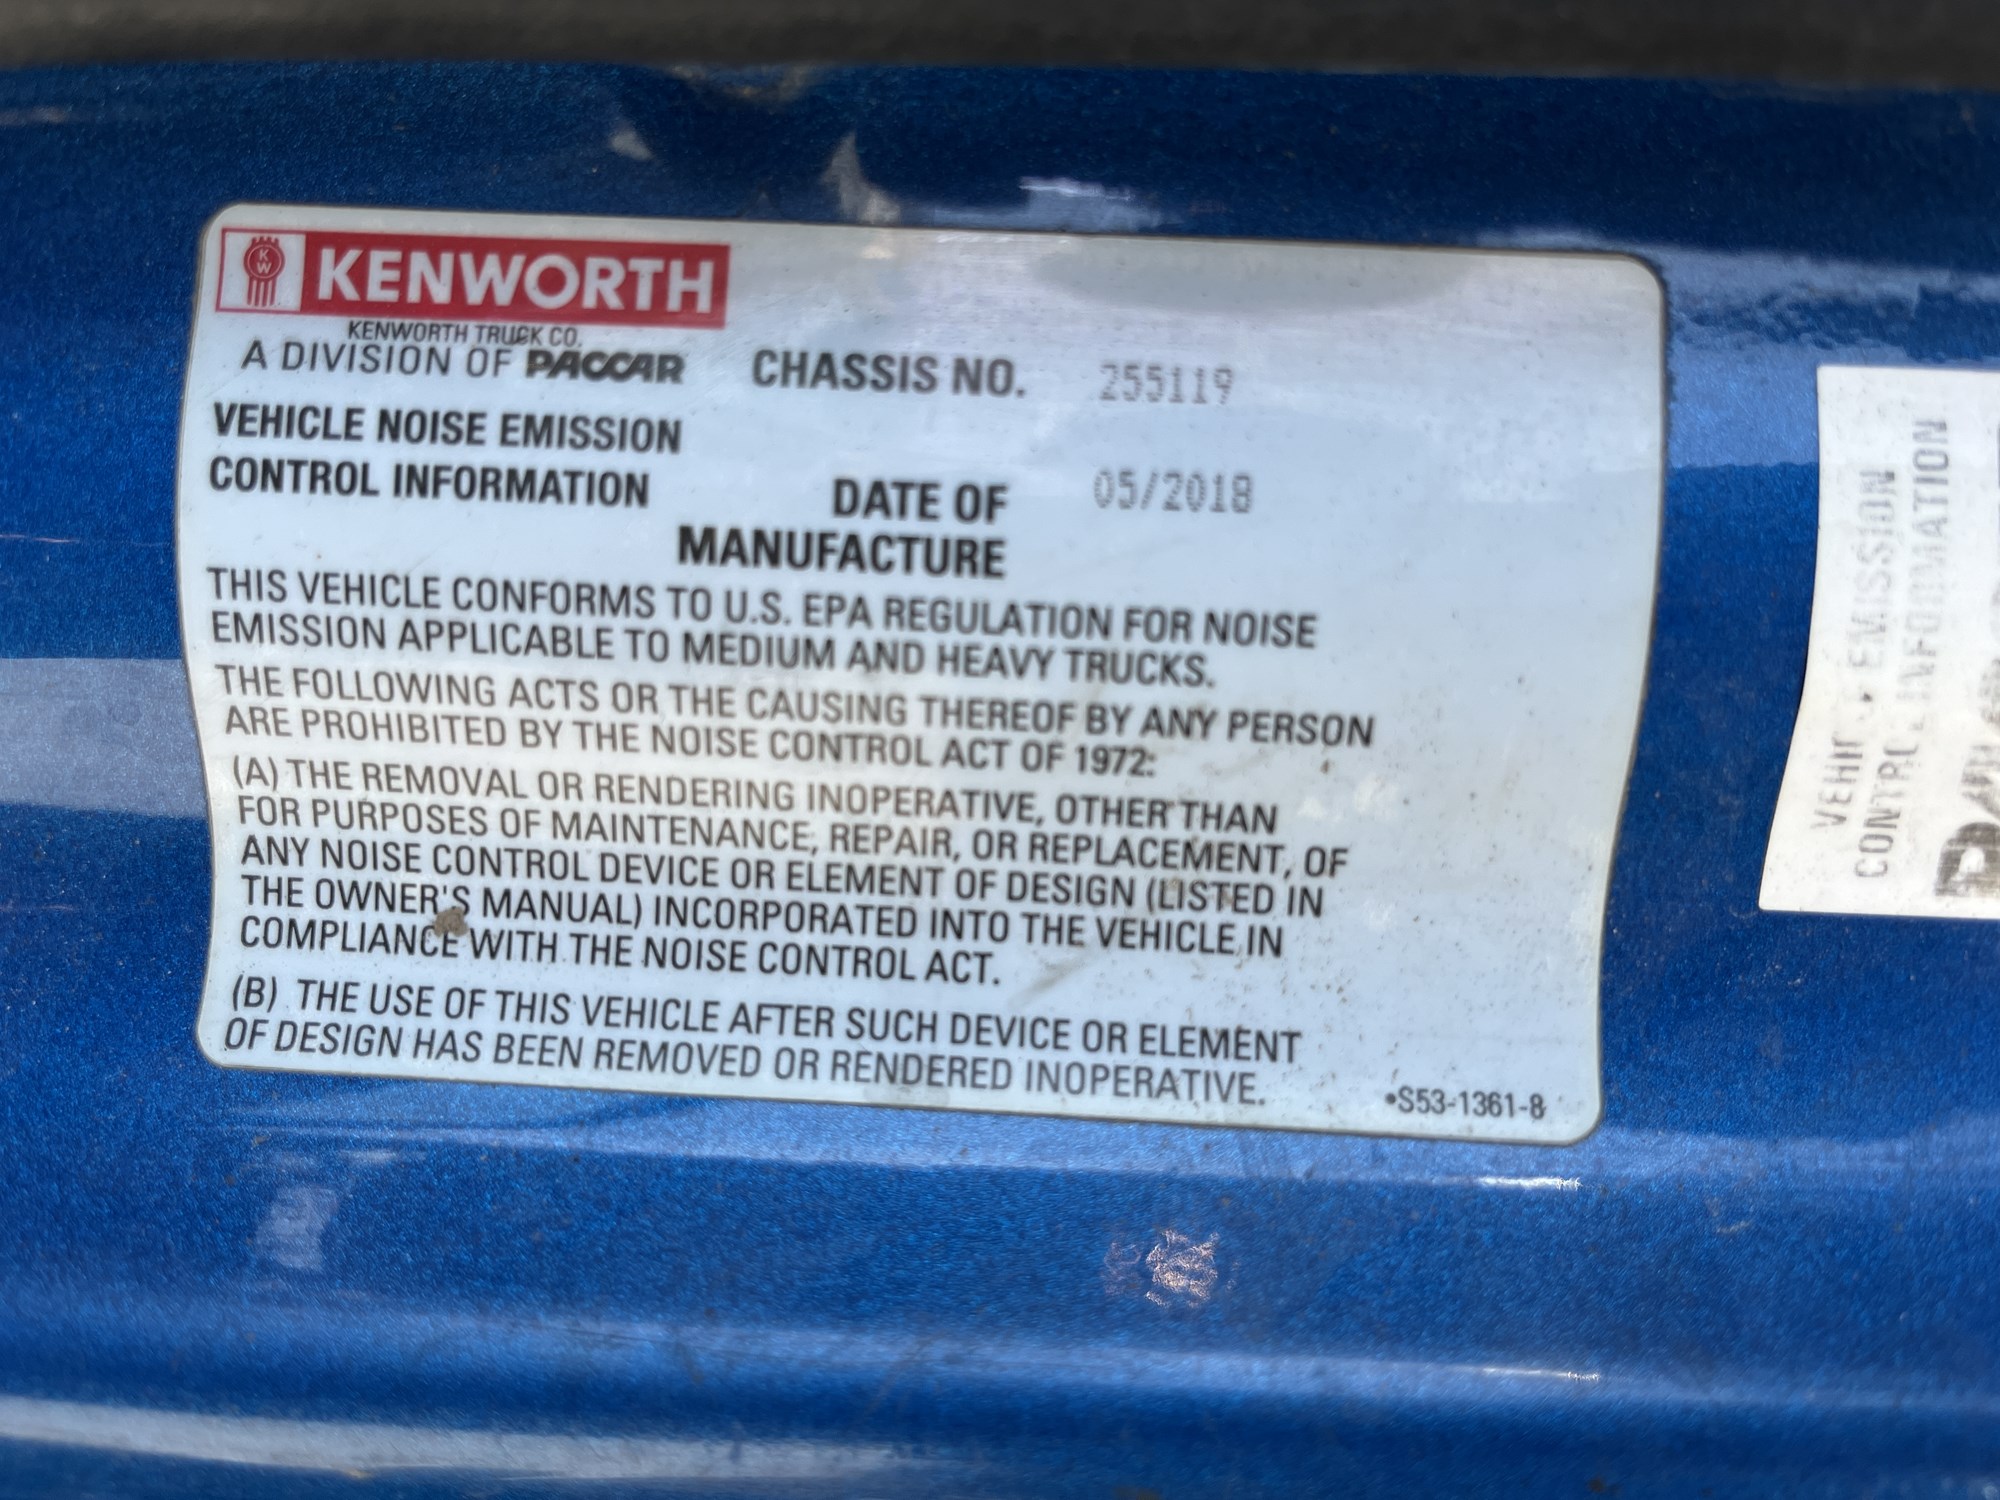 KW KENWORTH
KENWORTH TRUCK CO.
A DIVISION OF PACCAR
CHASSIS NO. 255119
VEHICLE NOISE EMISSION
CONTROL INFORMATION
DATE OF
MANUFACTURE
05/2018
THIS VEHICLE CONFORMS TO U.S. EPA REGULATION FOR NOISE
EMISSION APPLICABLE TO MEDIUM AND HEAVY TRUCKS.
THE FOLLOWING ACTS OR THE CAUSING THEREOF BY ANY PERSON
ARE PROHIBITED BY THE NOISE CONTROL ACT OF 1972:
(A) THE REMOVAL OR RENDERING INOPERATIVE, OTHER THAN
FOR PURPOSES OF MAINTENANCE, REPAIR, OR REPLACEMENT, OF
ANY NOISE CONTROL DEVICE OR ELEMENT OF DESIGN (LISTED IN
THE OWNER'S MANUAL) INCORPORATED INTO THE VEHICLE IN
COMPLIANCE WITH THE NOISE CONTROL ACT.
(B) THE USE OF THIS VEHICLE AFTER SUCH DEVICE OR ELEMENT
OF DESIGN HAS BEEN REMOVED OR RENDERED INOPERATIVE.
•S53-1361-8
EMISSION
INFORMATION